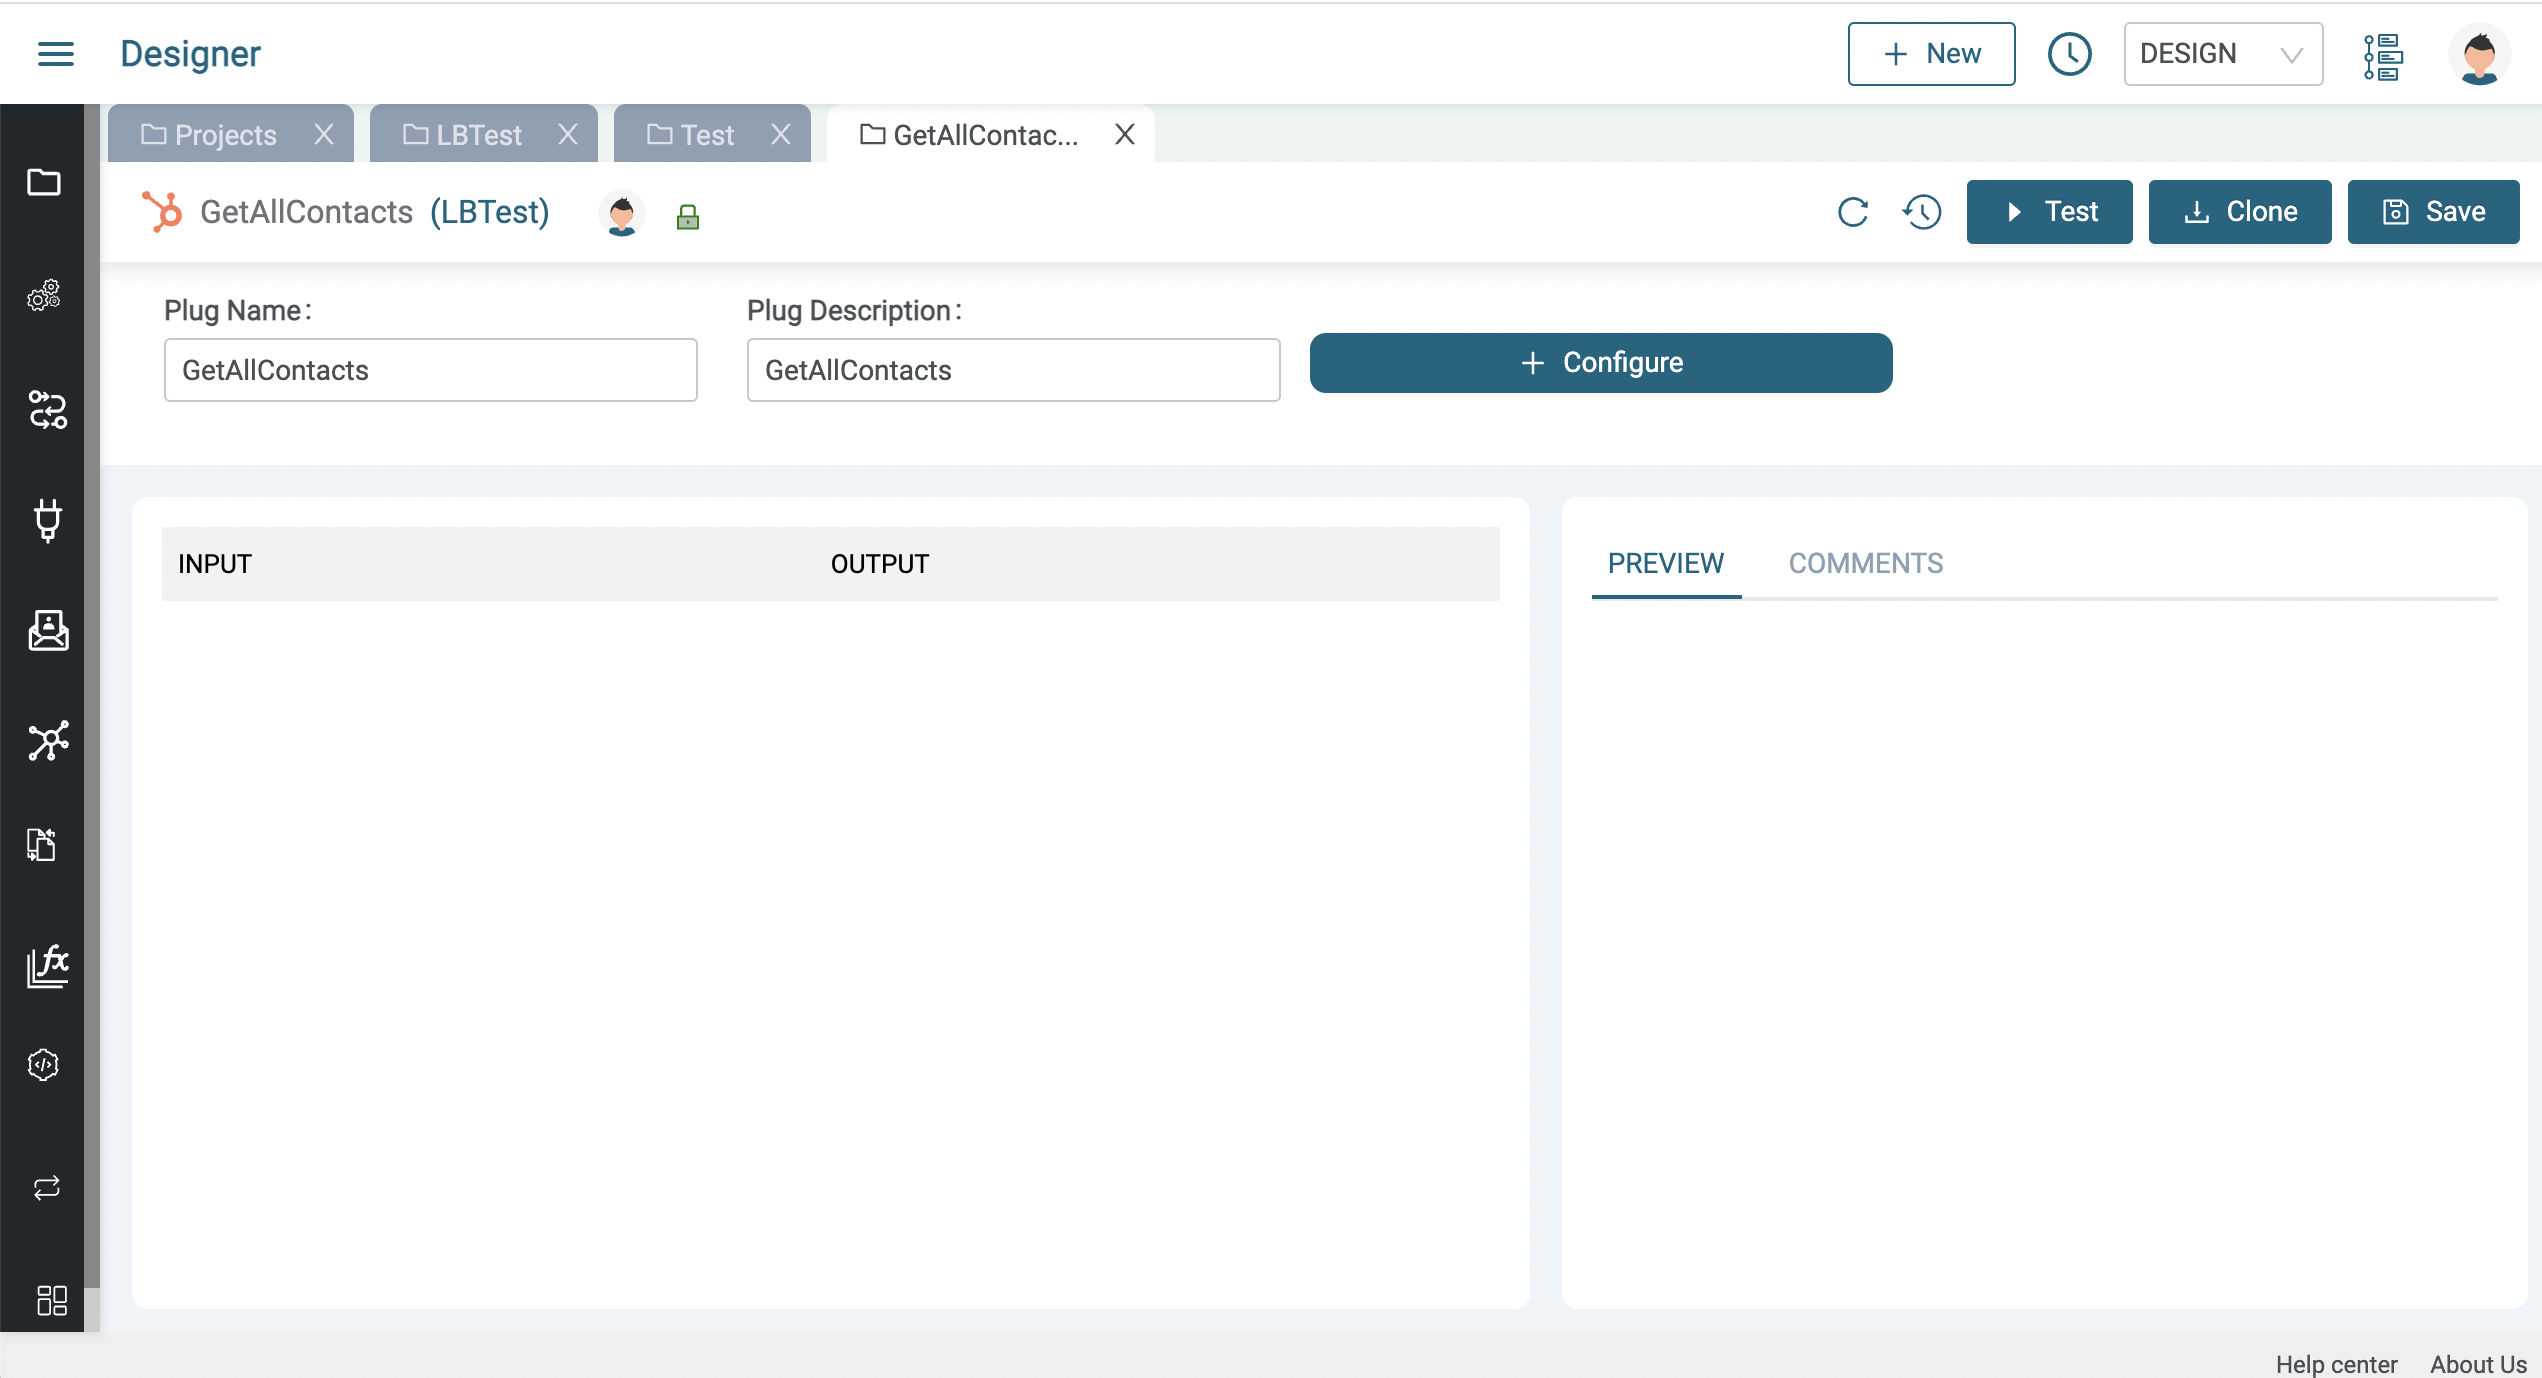 Designer
+ New
DESIGN
Projects X
LBTest X
Test X
GetAllContac... X
GetAllContacts (LBTest)
Test
Clone
Save
Plug Name:
Plug Description:
GetAllContacts
GetAllContacts
+ Configure
INPUT
OUTPUT
PREVIEW
COMMENTS
fx
</>
Help center
About Us